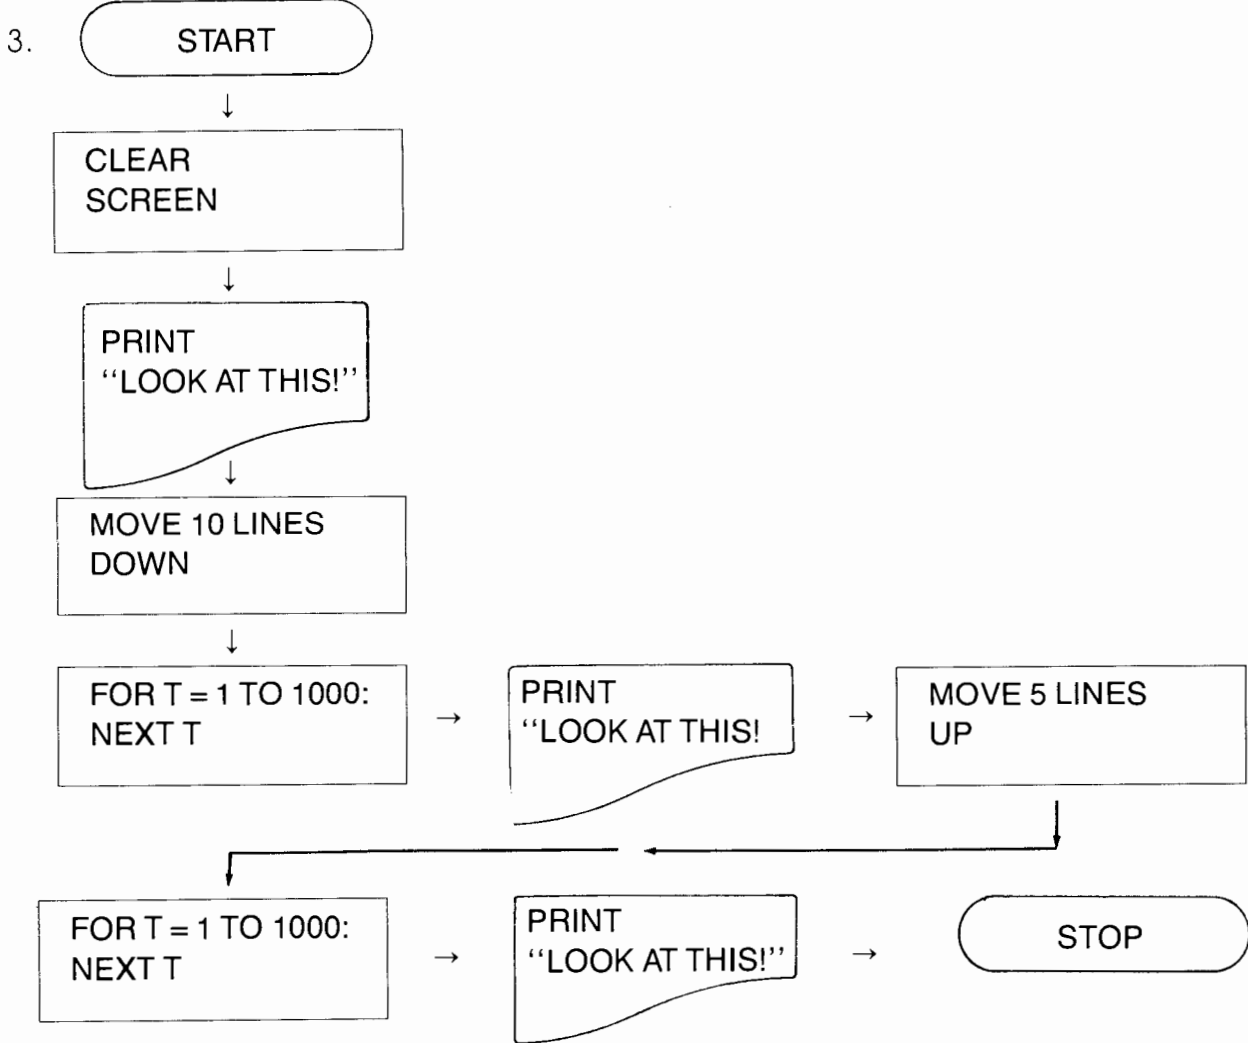 3.
START
CLEAR
SCREEN
PRINT
‘‘LOOK AT THIS!’’
MOVE 10 LINES
DOWN
FOR T = 1 TO 1000:
NEXT T
PRINT
‘‘LOOK AT THIS!
MOVE 5 LINES
UP
FOR T = 1 TO 1000:
NEXT T
PRINT
‘‘LOOK AT THIS!’’
STOP